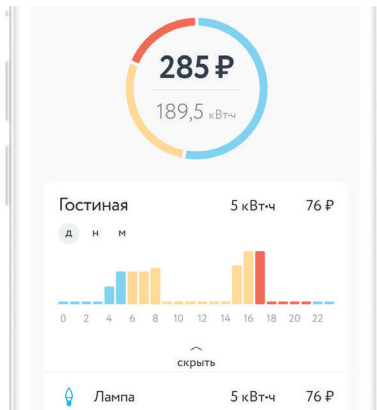 285 ₽
189,5 кВт·ч
Гостиная 5 кВт·ч 76 ₽
Д Н М
0 2 4 6 8 10 12 14 16 18 20 22
скрыть
Лампа 5 кВт·ч 76 ₽